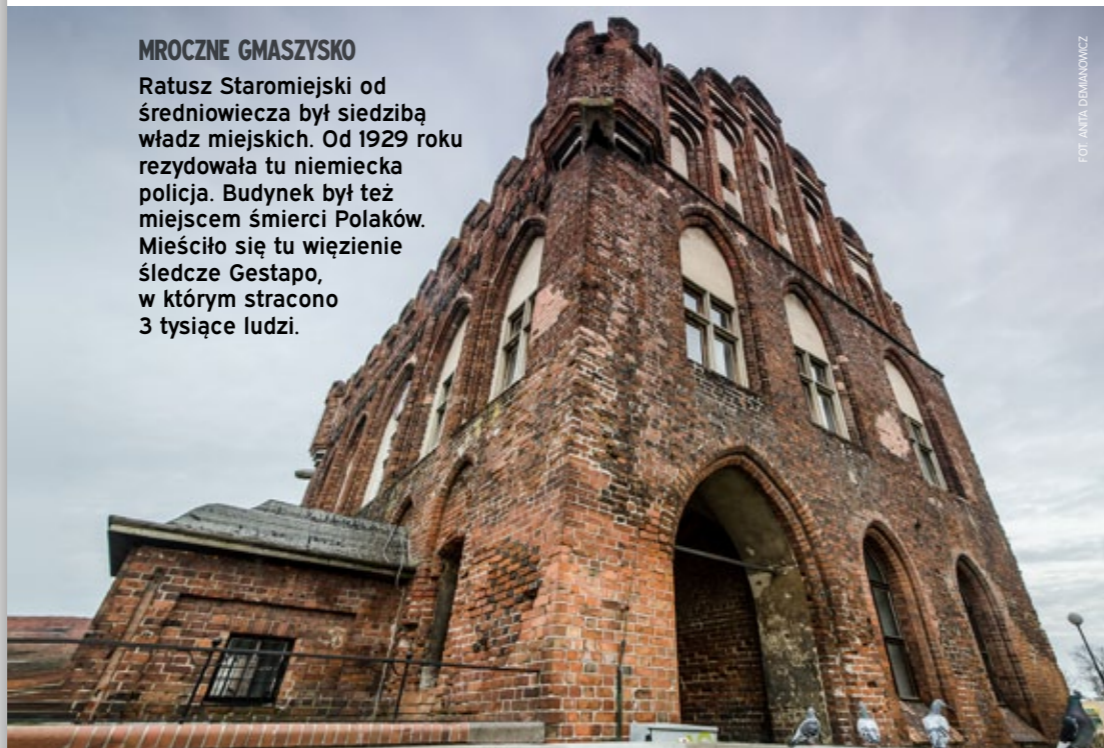 MROCZNE GMASZYSKO
Ratusz Staromiejski od
średniowiecza był siedzibą
władz miejskich. Od 1929 roku
rezydowała tu niemiecka
policja. Budynek był też
miejscem śmierci Polaków.
Mieściło się tu więzienie
śledcze Gestapo,
w którym stracono
3 tysiące ludzi.
FOT. ANITA DEMIANOWICZ